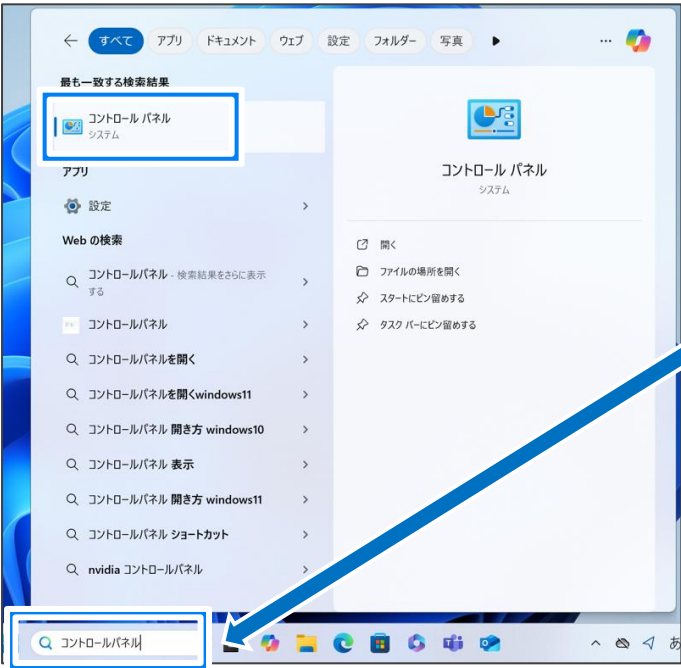 すべて アプリ ドキュメント ウェブ 設定 フォルダー 写真
最も一致する検索結果
コントロール パネル
システム
アプリ
設定
Web の検索
コントロールパネル - 検索結果をさらに表示
する
コントロールパネル
コントロールパネルを開く
コントロールパネルを開くwindows11
コントロールパネル 開き方 windows10
コントロールパネル 表示
コントロールパネル 開き方 windows11
コントロールパネル ショートカット
nvidia コントロールパネル
コントロール パネル
システム
開く
ファイルの場所を開く
スタートにピン留めする
タスク バーにピン留めする
コントロールパネル
あ